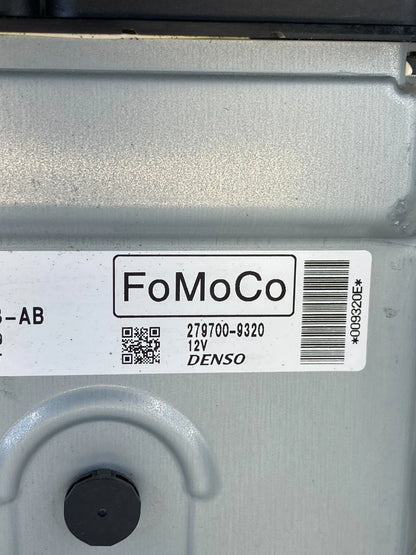 FoMoCo
-AB
279700-9320
12V
DENSO
*009320E*